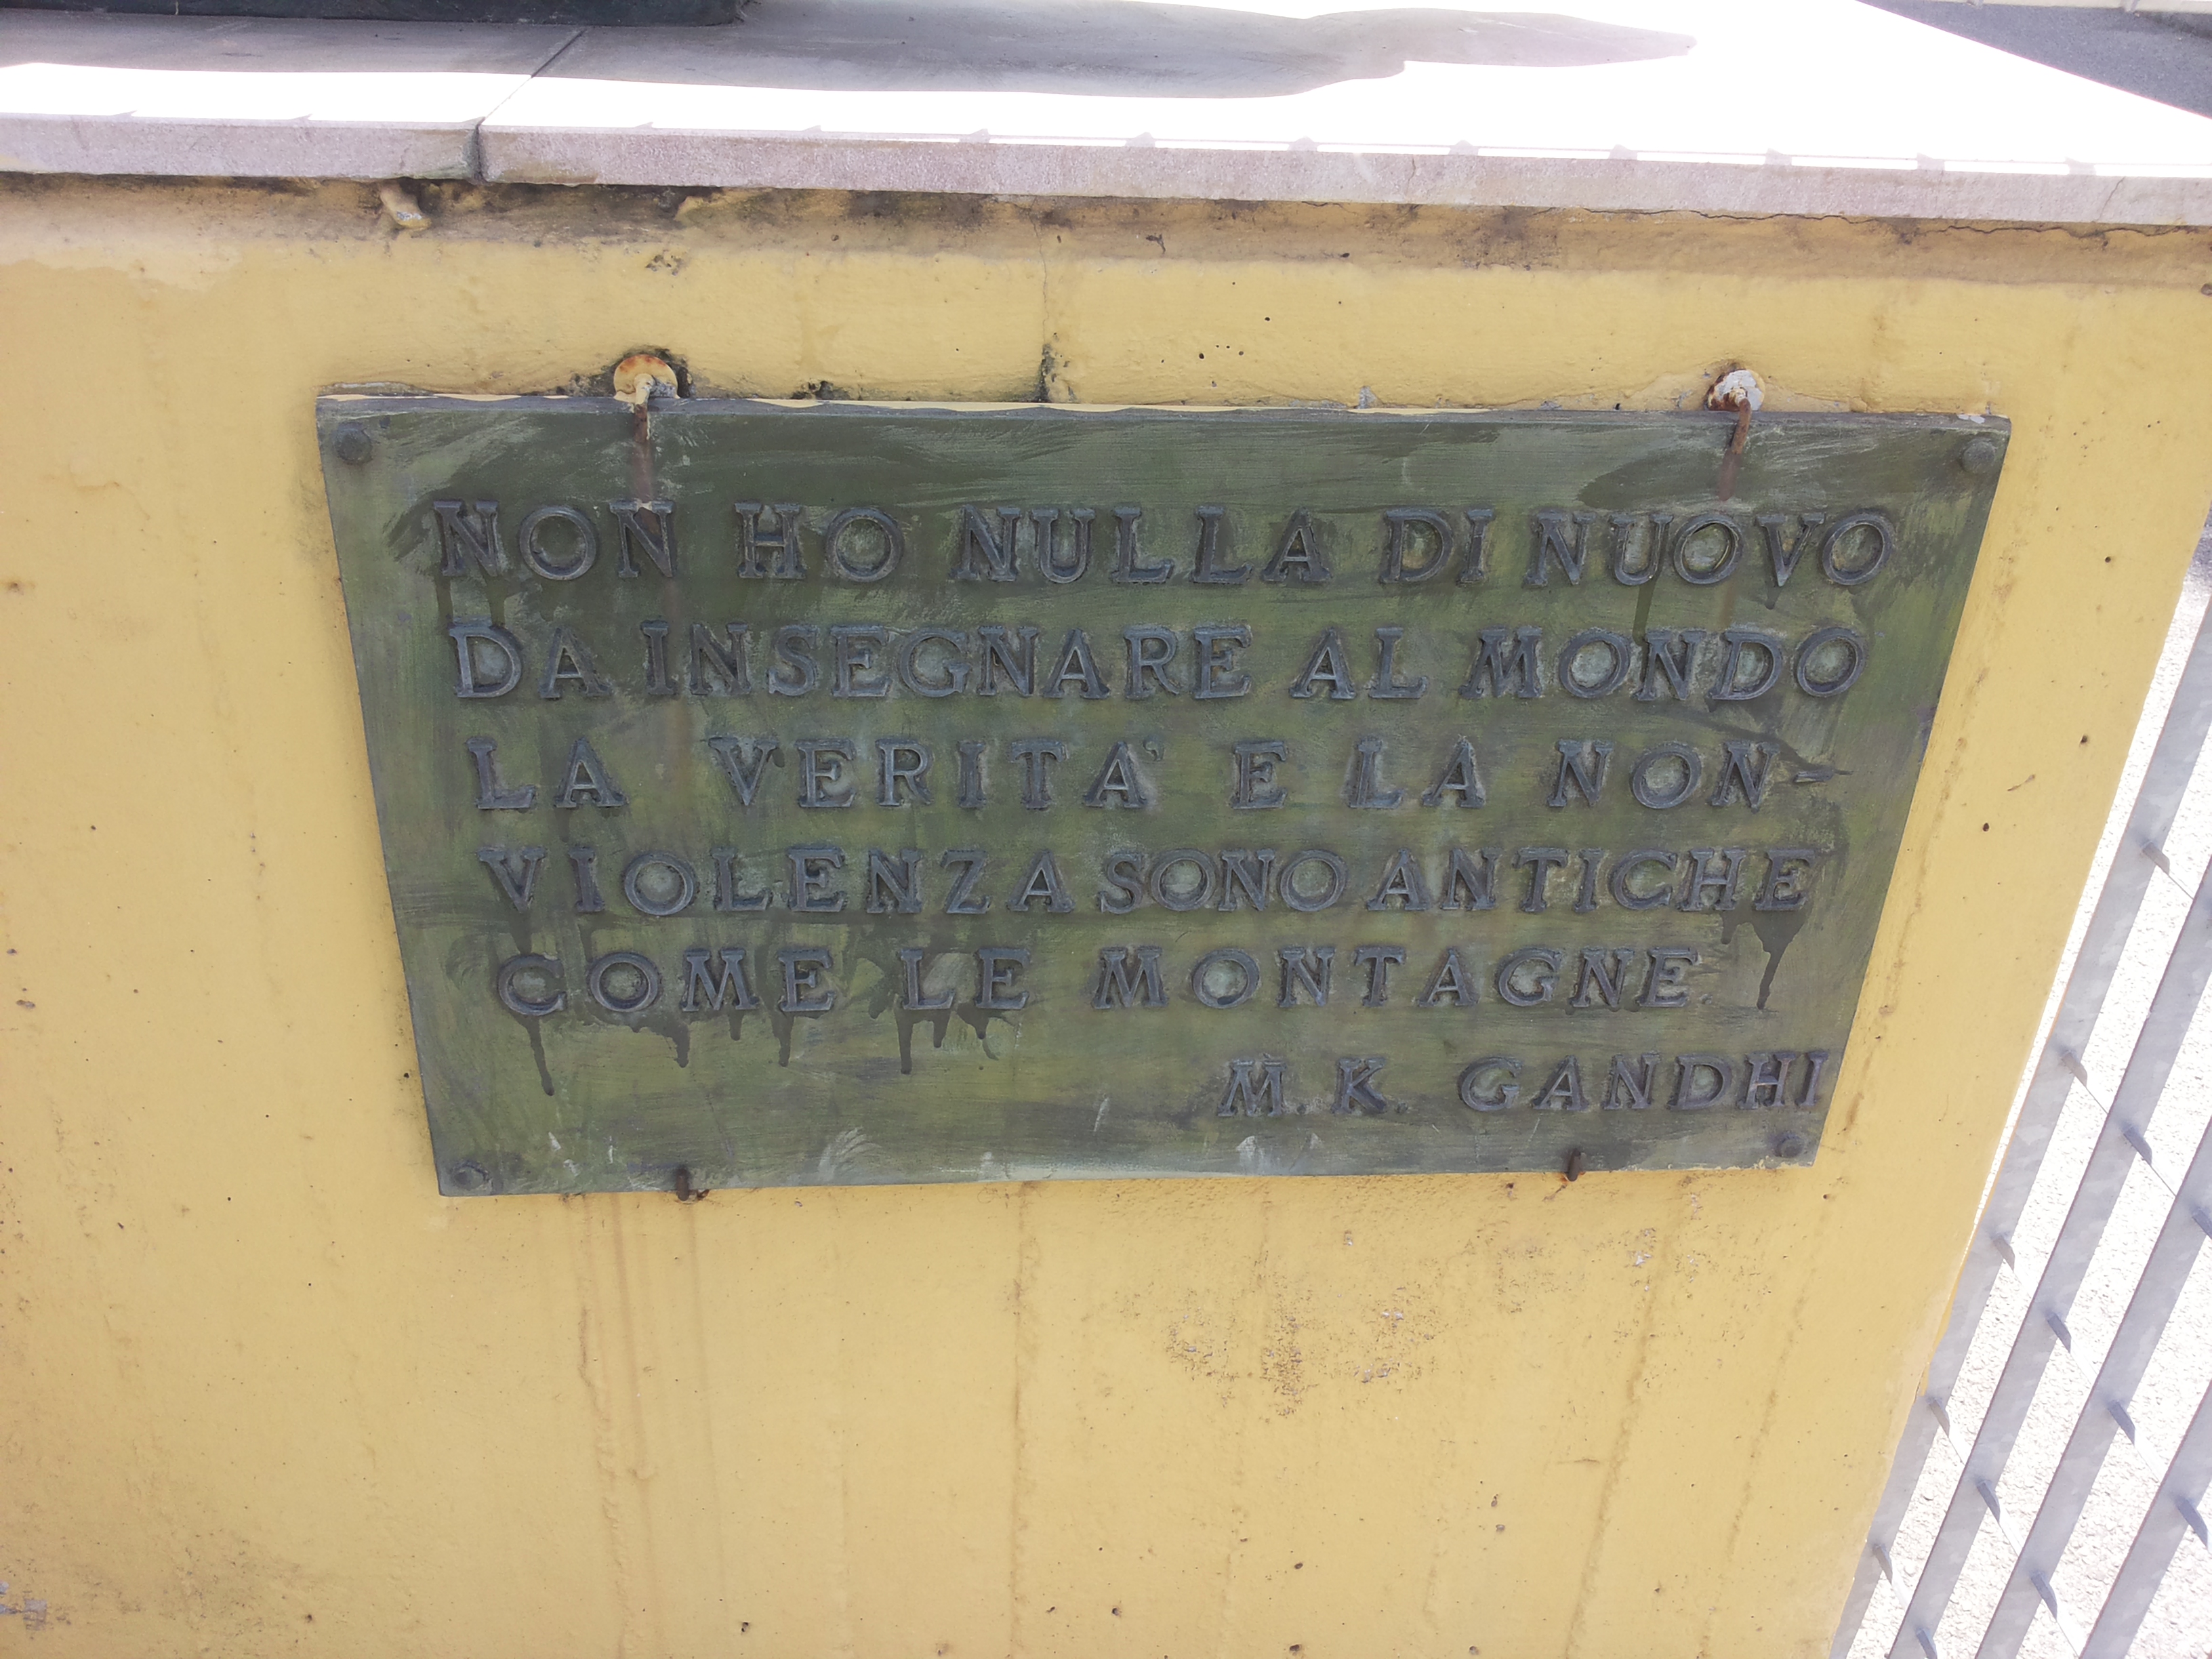 NON HO NULLA DI NUOVO
DA INSEGNARE AL MONDO
LA VERITA' E LA NON-
VIOLENZA SONO ANTICHE
COME LE MONTAGNE.
M. K. GANDHI